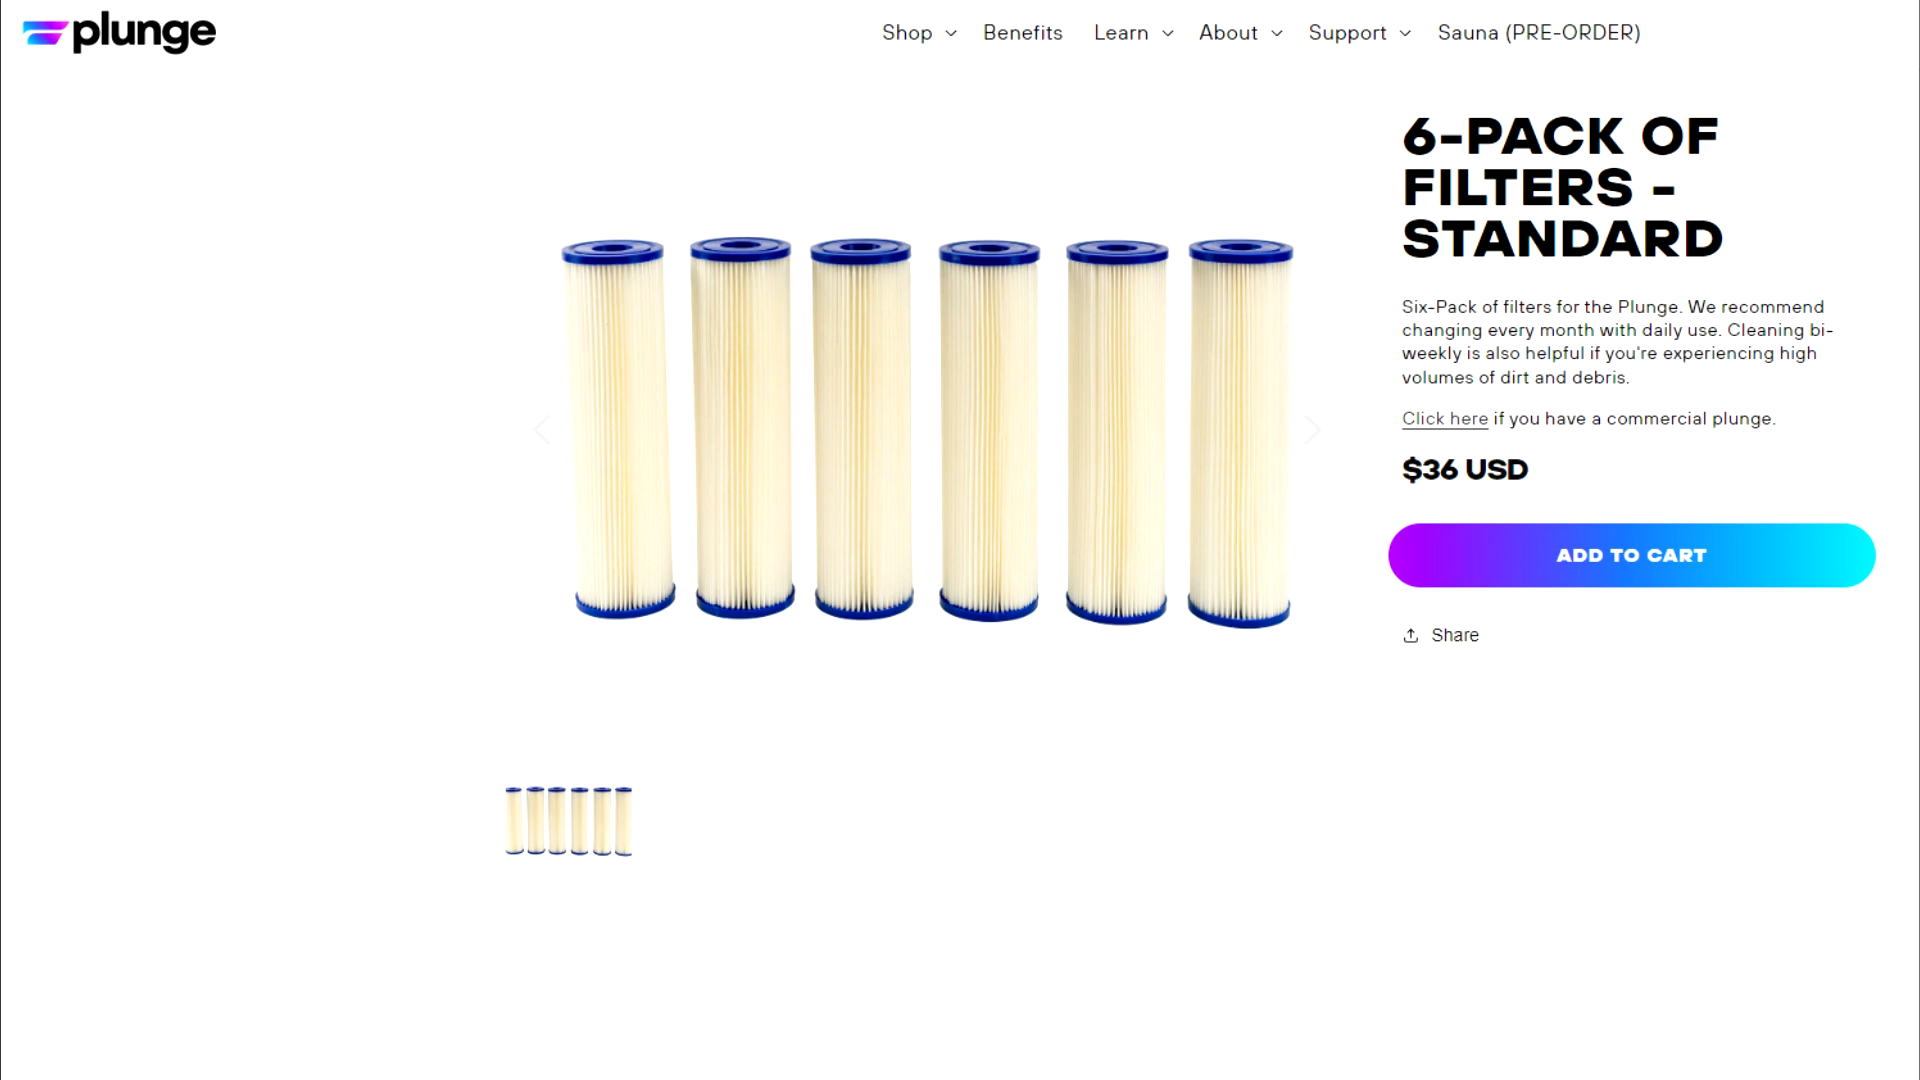 plunge
Shop Benefits Learn About Support Sauna (PRE-ORDER)
6-PACK OF
FILTERS -
STANDARD
Six-Pack of filters for the Plunge. We recommend
changing every month with daily use. Cleaning bi-
weekly is also helpful if you're experiencing high
volumes of dirt and debris.
Click here if you have a commercial plunge.
$36 USD
ADD TO CART
Share